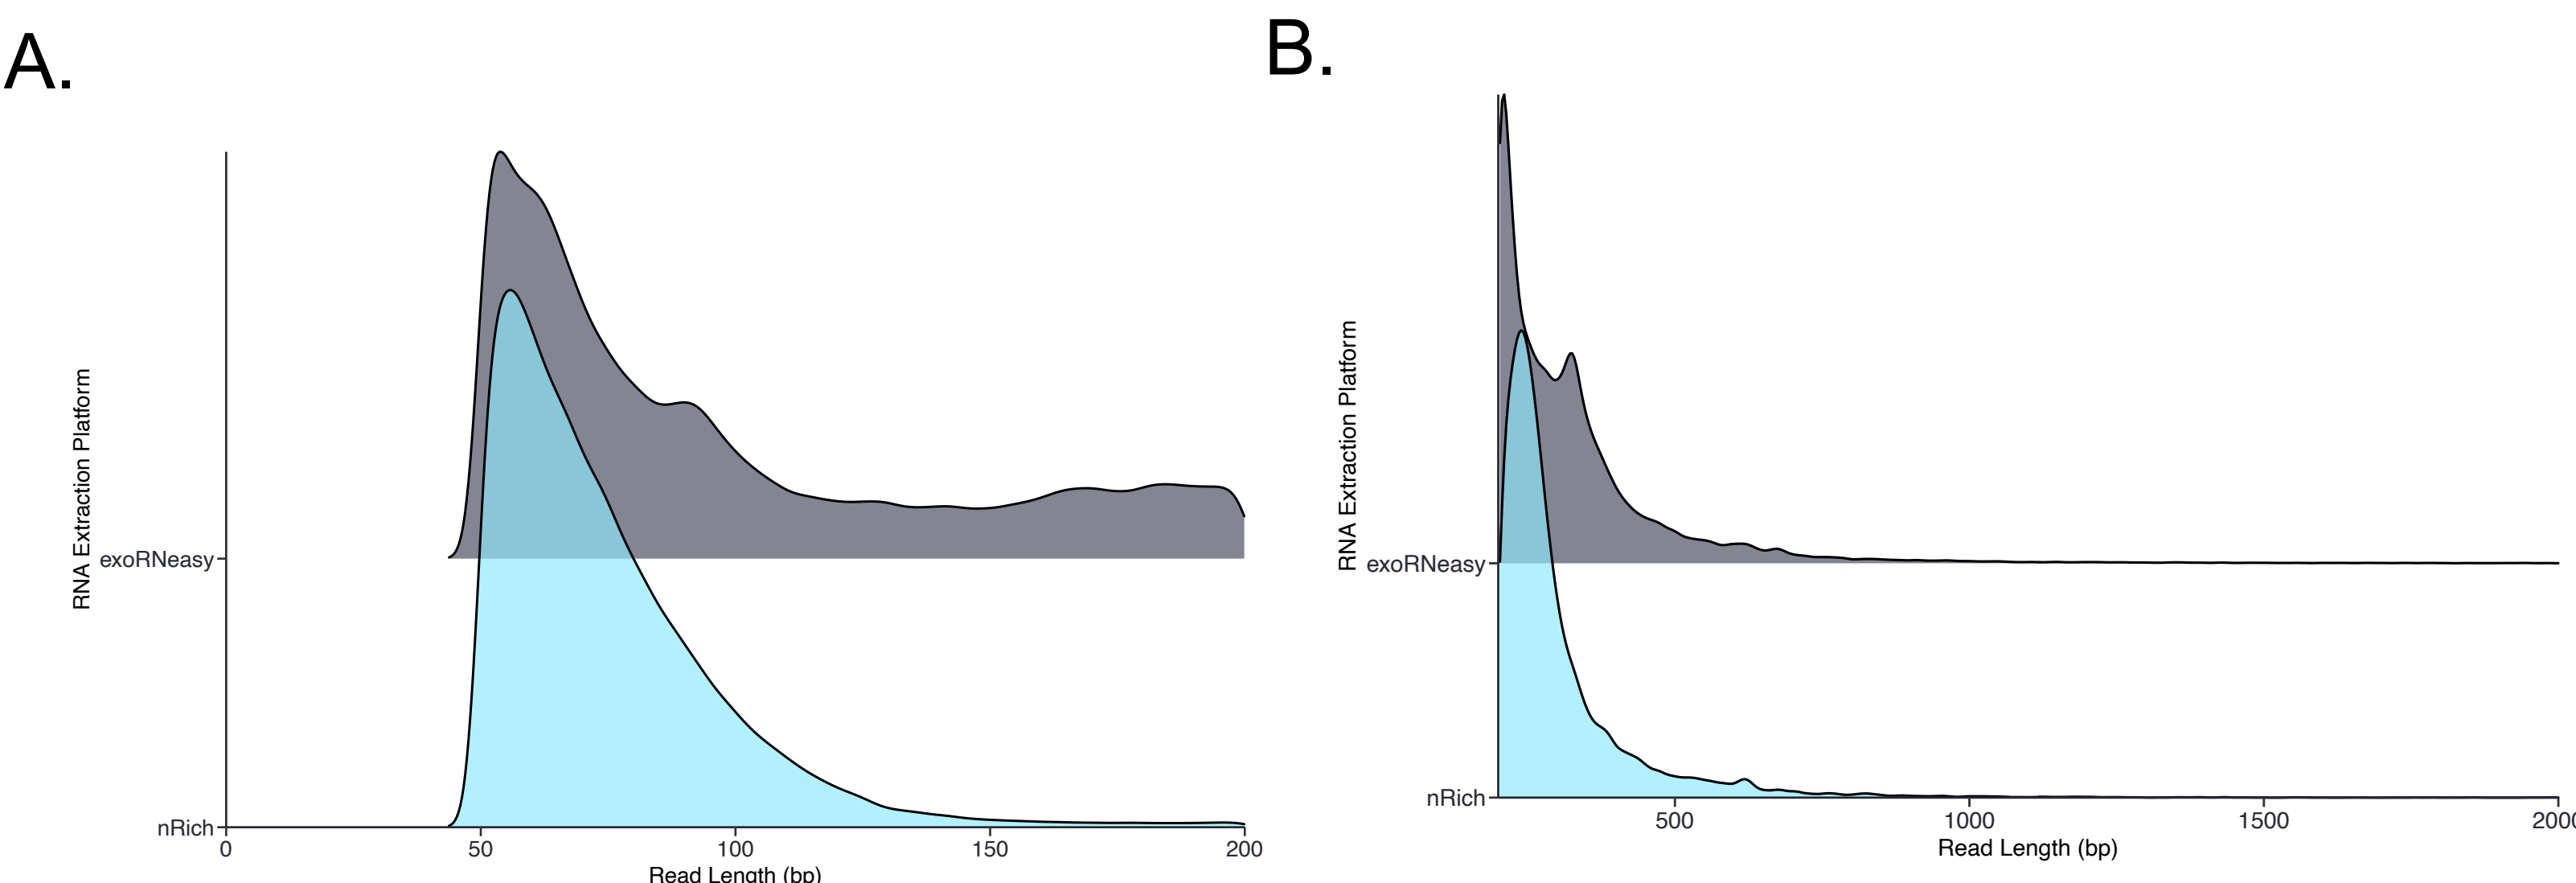 A.
RNA Extraction Platform
exoRNeasy
nRich
0 50 100 150 200
Read Length (bp)
B.
RNA Extraction Platform
exoRNeasy
nRich
500 1000 1500 2000
Read Length (bp)